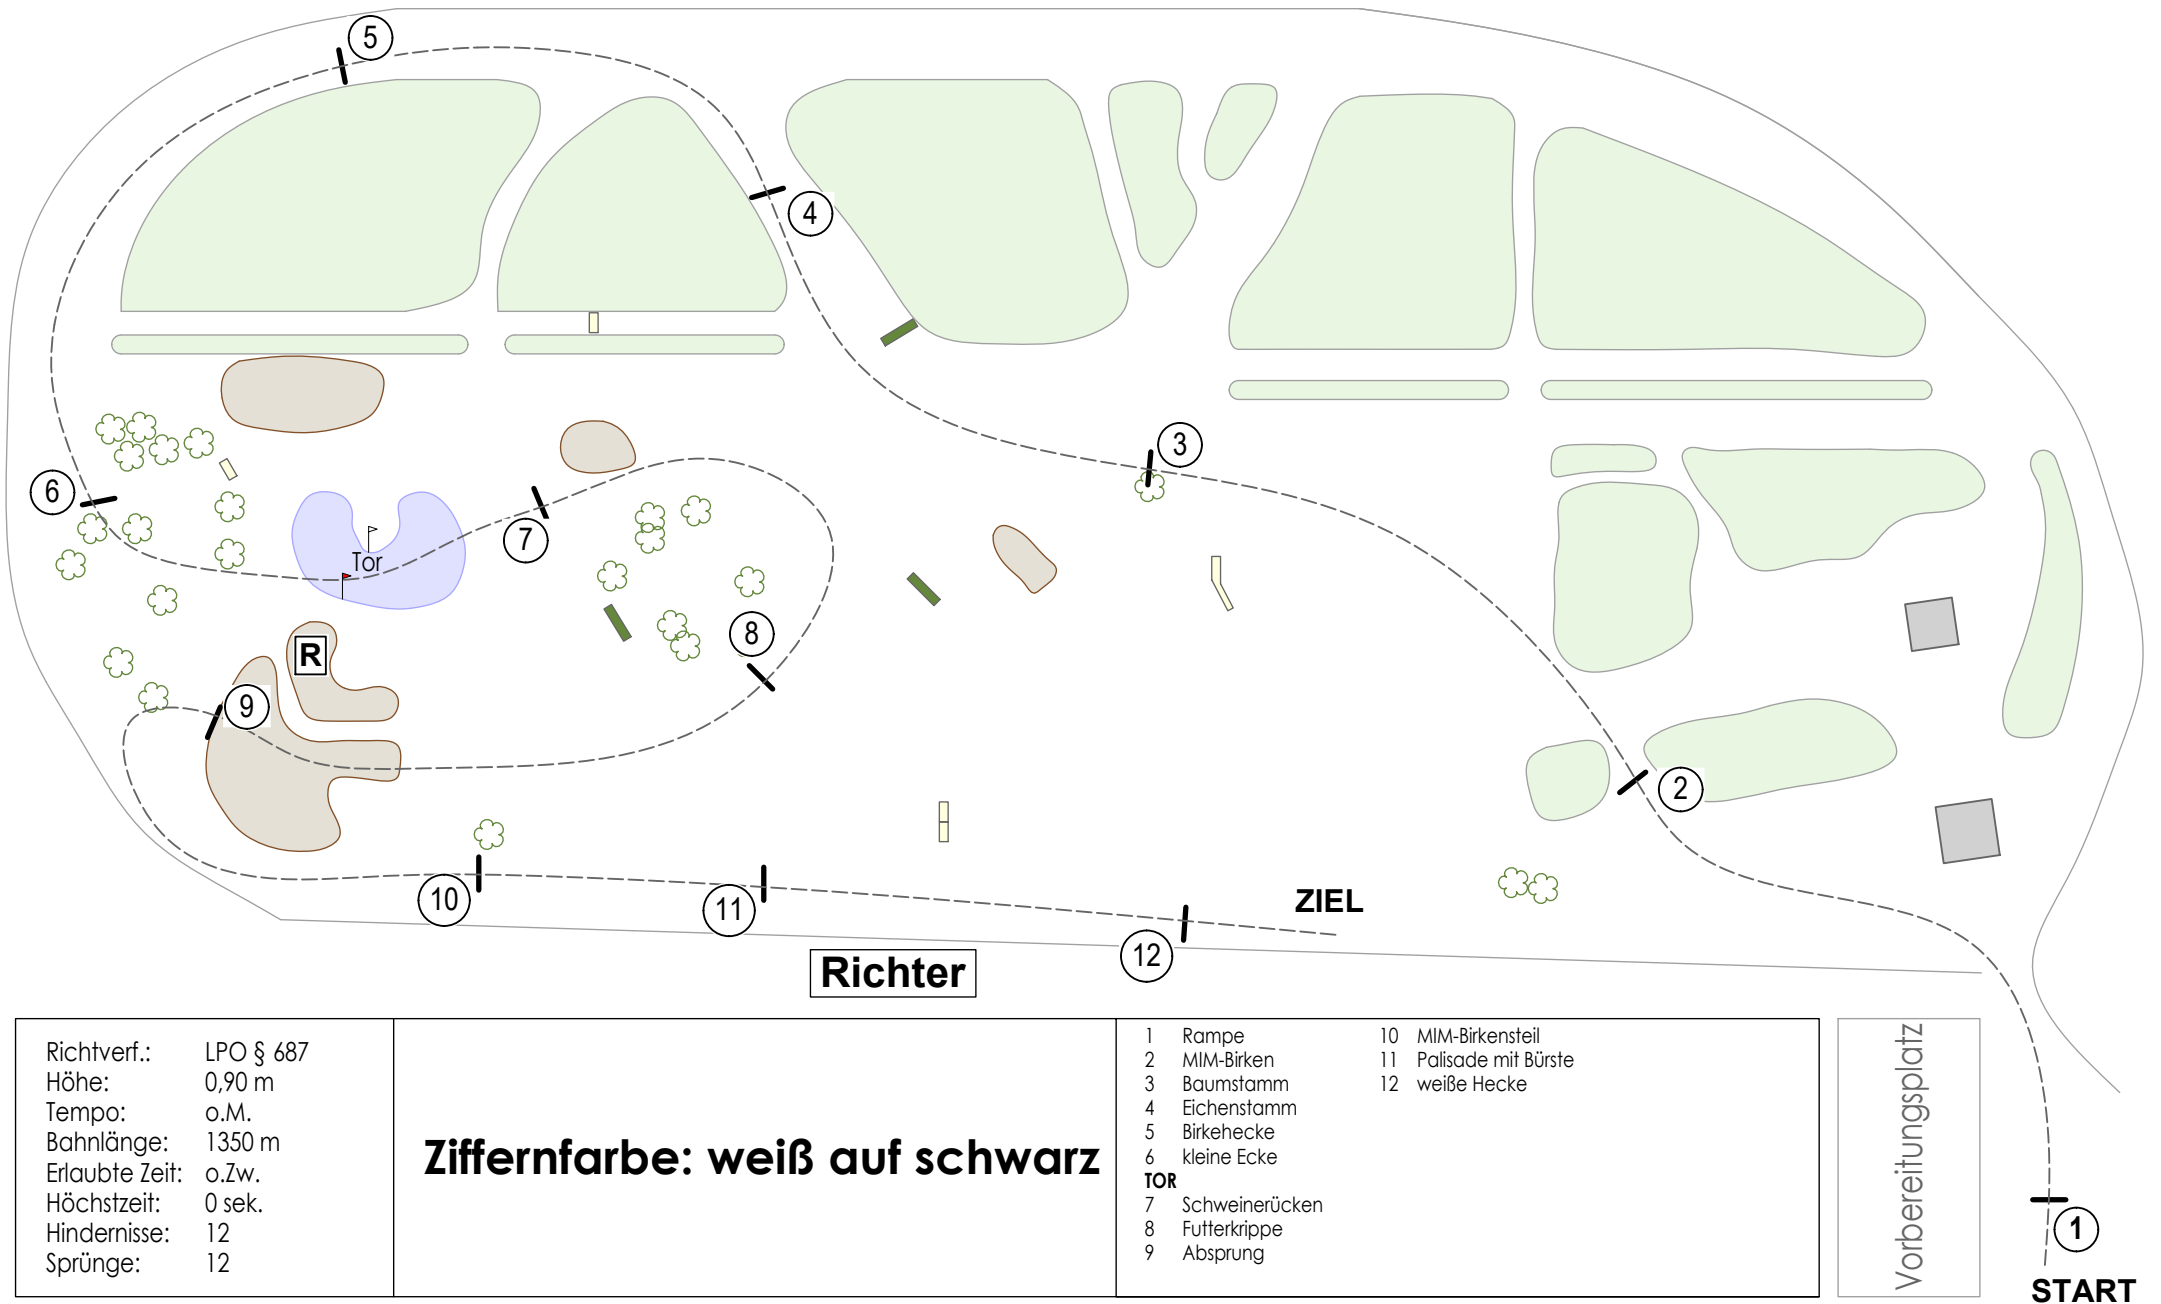 5
4
3
6
Tor
7
8
R
9
2
10
11
ZIEL
12
Richter
Richtverf.: LPO § 687
Höhe: 0,90 m
Tempo: o.M.
Bahnlänge: 1350 m
Erlaubte Zeit: o.Zw.
Höchstzeit: 0 sek.
Hindernisse: 12
Sprünge: 12
Ziffernfarbe: weiß auf schwarz
1 Rampe
2 MIM-Birken
3 Baumstamm
4 Eichenstamm
5 Birkehecke
6 kleine Ecke
TOR
7 Schweinerücken
8 Futterkrippe
9 Absprung
10 MIM-Birkensteil
11 Palisade mit Bürste
12 weiße Hecke
Vorbereitungsplatz
1
START